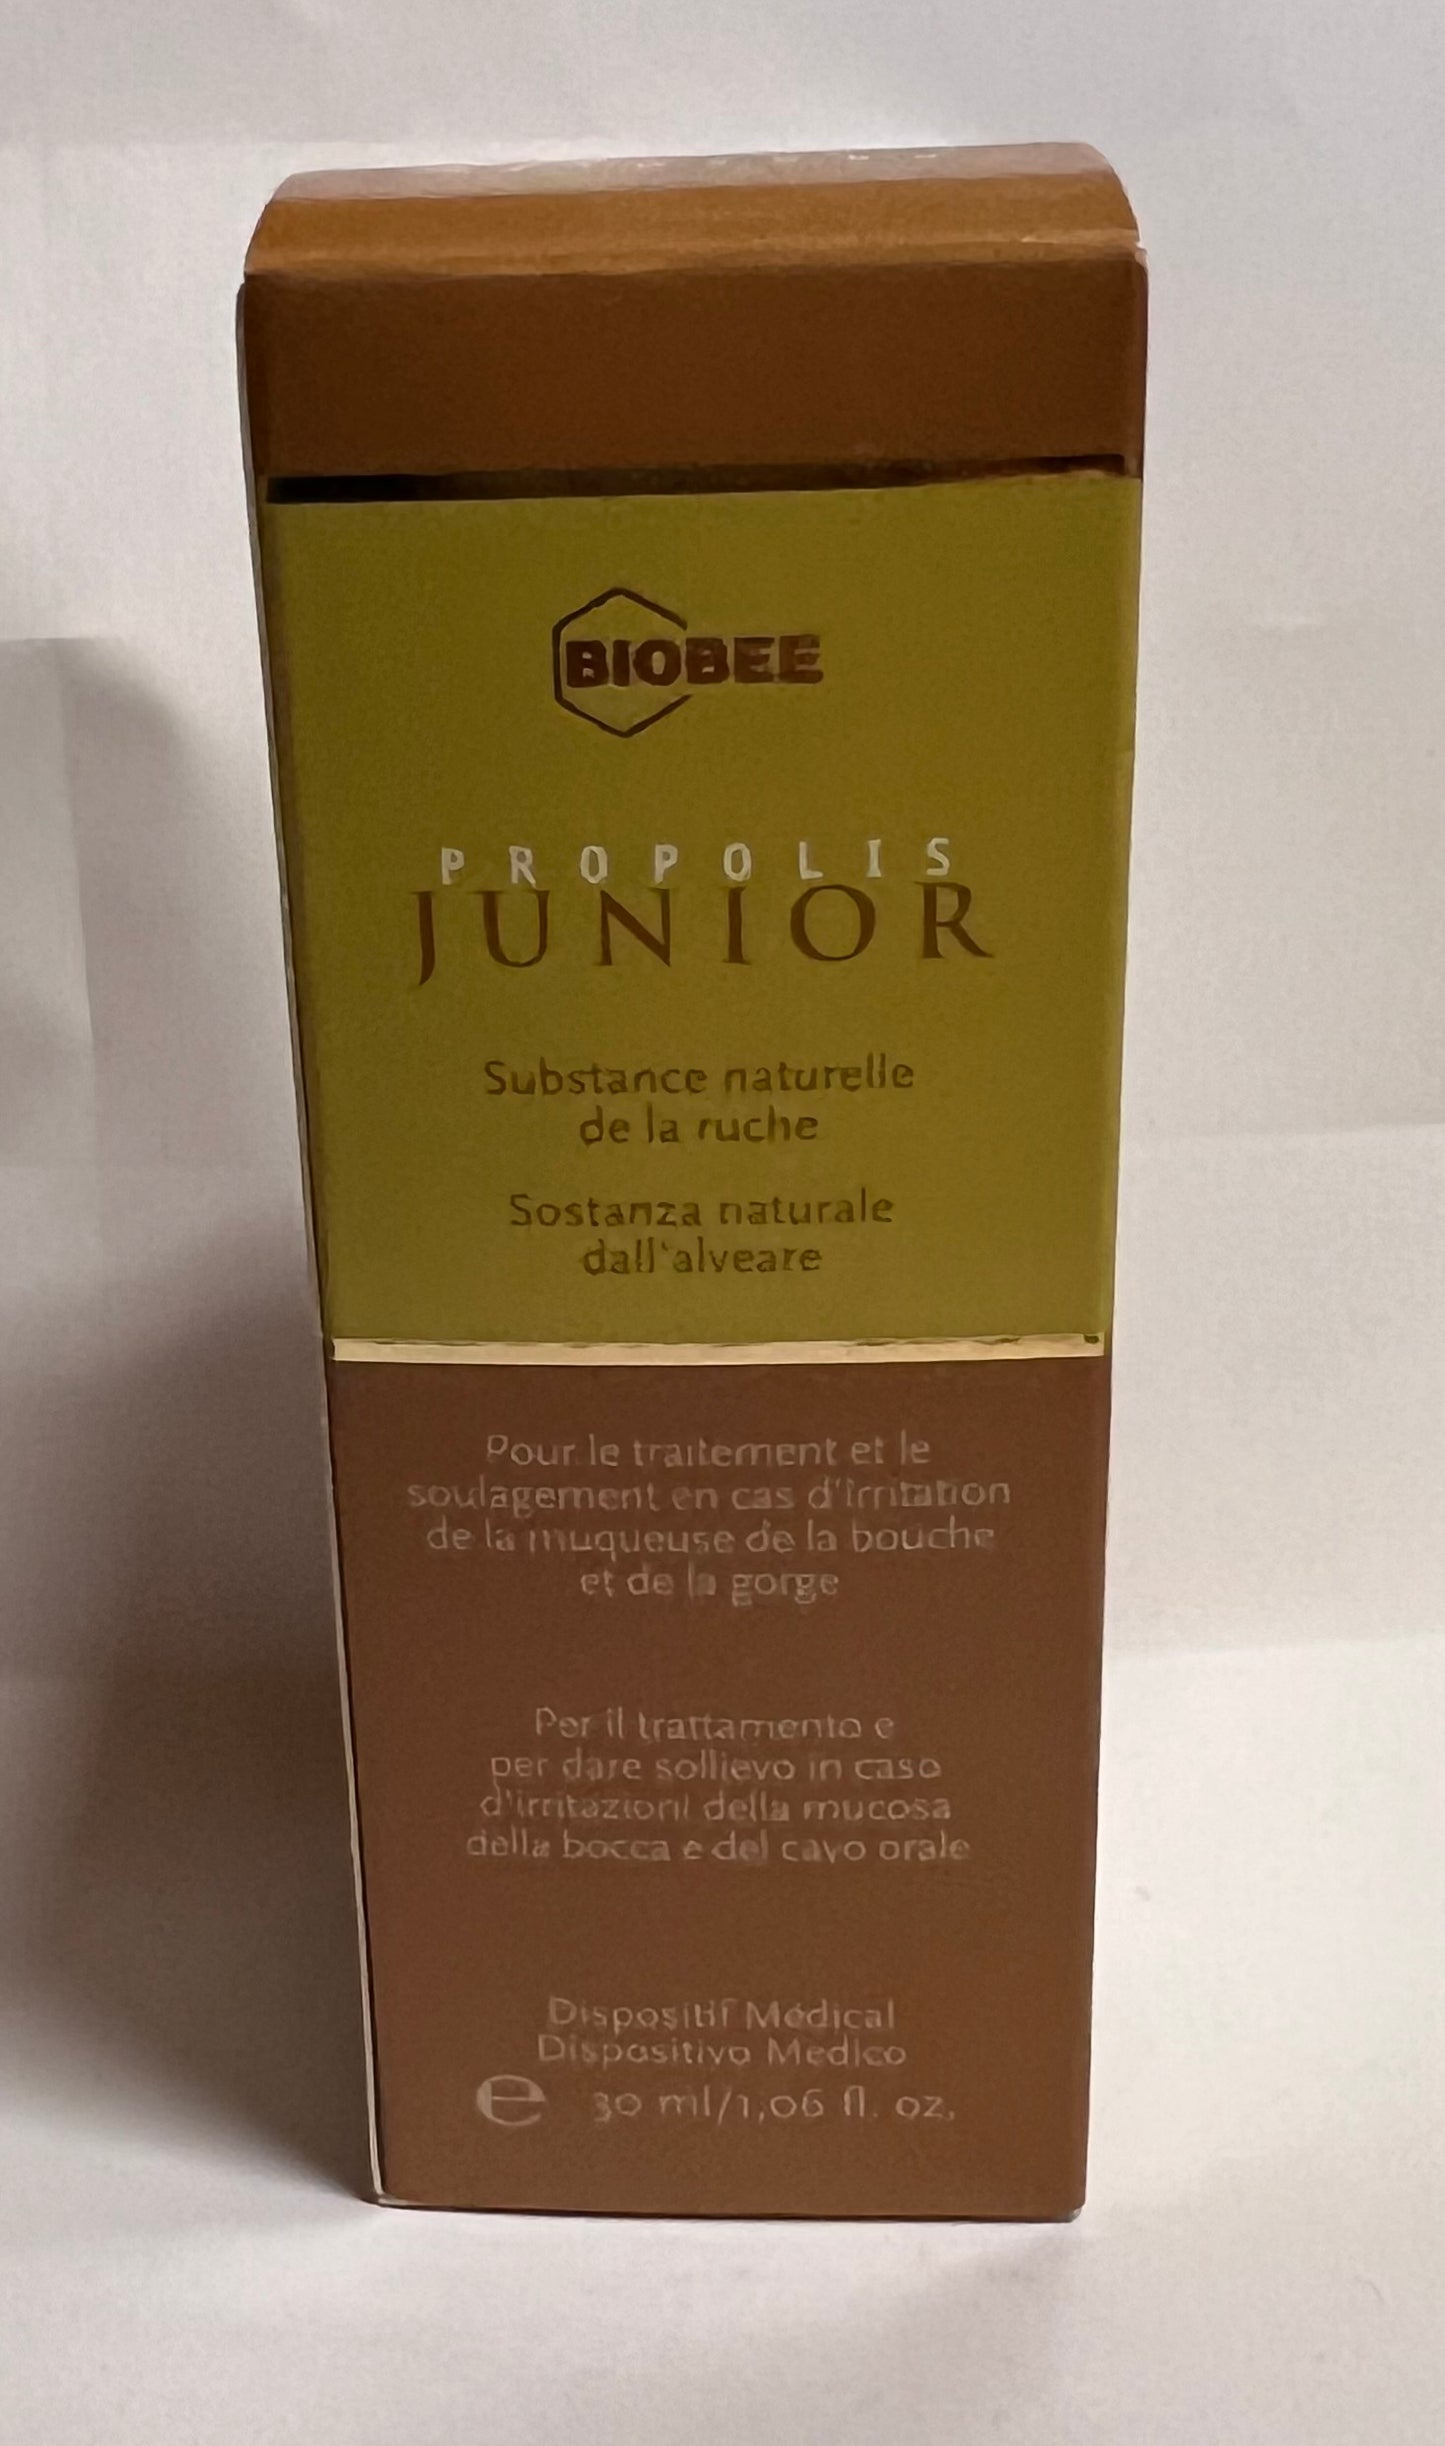 BIOBEE
PROPOLIS
JUNIOR
Substance naturelle
de la ruche
Sostanza naturale
dall'alveare
Pour le traitement et le
soulagement en cas d'irritation
de la muqueuse de la bouche
et de la gorge
Per il trattamento e
per dare sollievo in caso
d'irritazioni della mucosa
della bocca e del cavo orale
Dispositif Médical
Dispositivo Medico
℮ 30 ml/1,06 fl. oz.